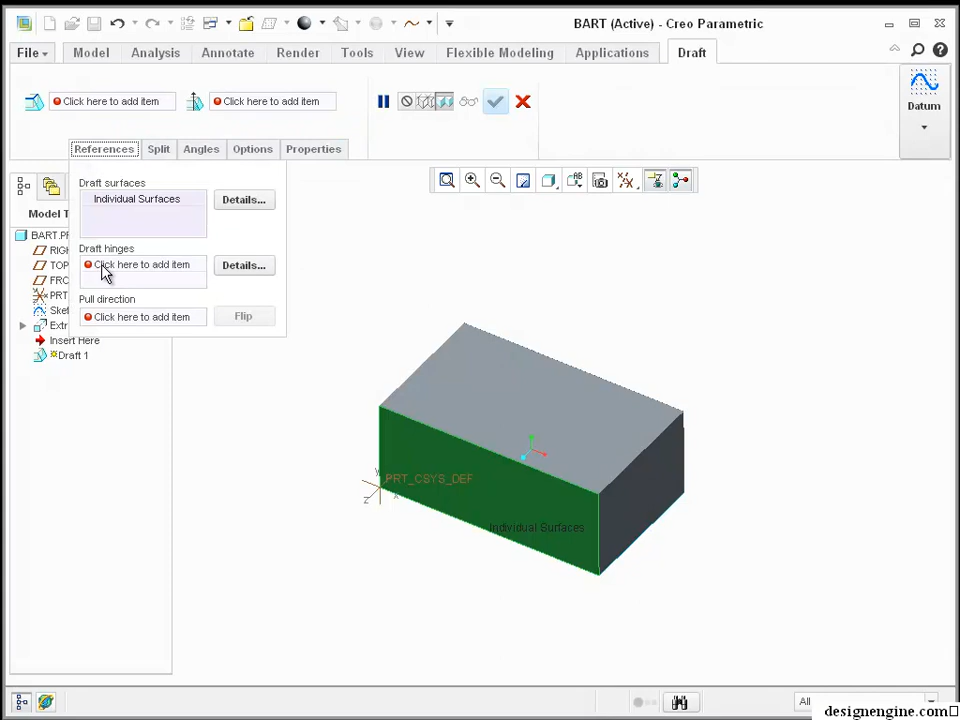 BART (Active) - Creo Parametric
File Model Analysis Annotate Render Tools View Flexible Modeling Applications Draft
Click here to add item
Click here to add item
Datum
References Split Angles Options Properties
Draft surfaces
Individual Surfaces
Details...
Draft hinges
Click here to add item
Details...
Pull direction
Click here to add item
Flip
Model T
BART.P
RIGH
TOP
FRO
PRT
Ske
Extr
Insert Here
Draft 1
y
PRT_CSYS_DEF
z x
Individual Surfaces
All
designengine.com